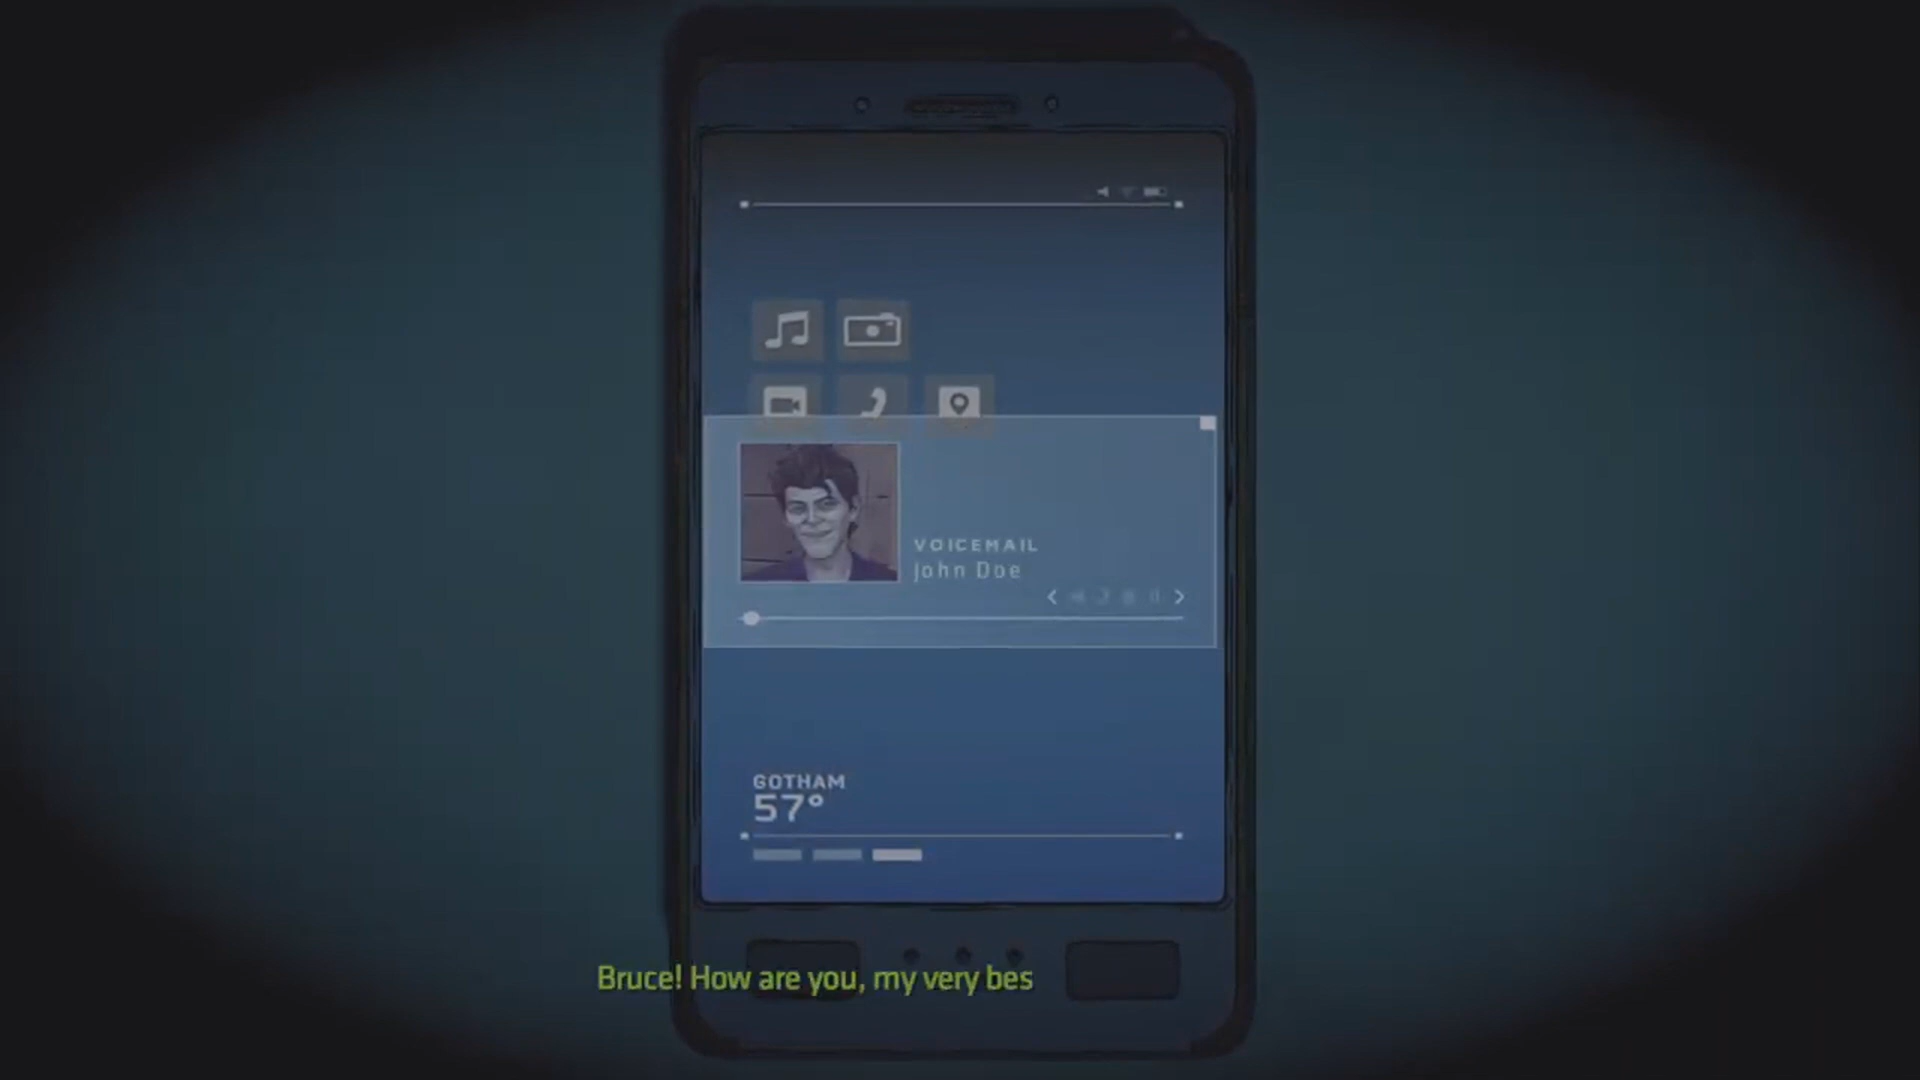 VOICEMAIL
John Doe
GOTHAM
57°
Bruce! How are you, my very bes